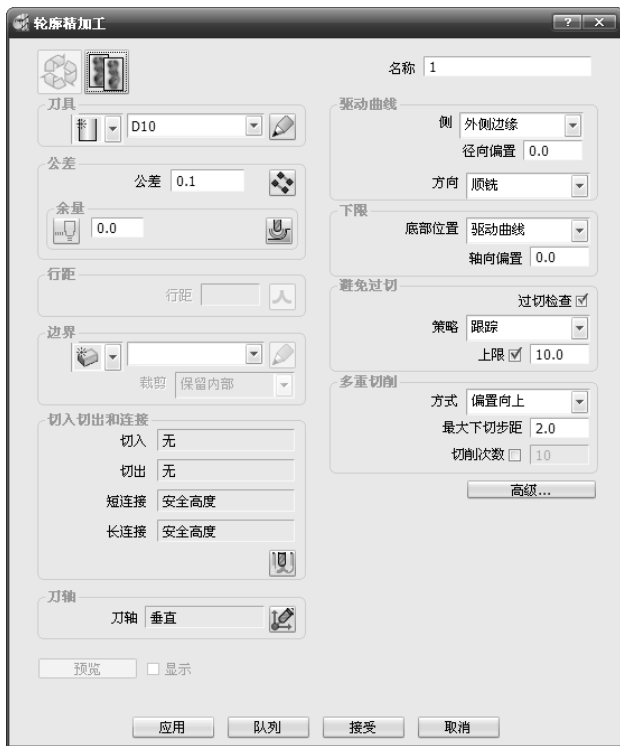 轮廓精加工
名称 1
刀具
D10
公差
公差 0.1
余量
0.0
行距
行距
边界
裁剪 保留内部
切入切出和连接
切入 无
切出 无
短连接 安全高度
长连接 安全高度
刀轴
刀轴 垂直
预览 显示
驱动曲线
侧 外侧边缘
径向偏置 0.0
方向 顺铣
下限
底部位置 驱动曲线
轴向偏置 0.0
避免过切
过切检查
策略 跟踪
上限 10.0
多重切削
方式 偏置向上
最大下切步距 2.0
切削次数 10
高级...
应用 队列 接受 取消